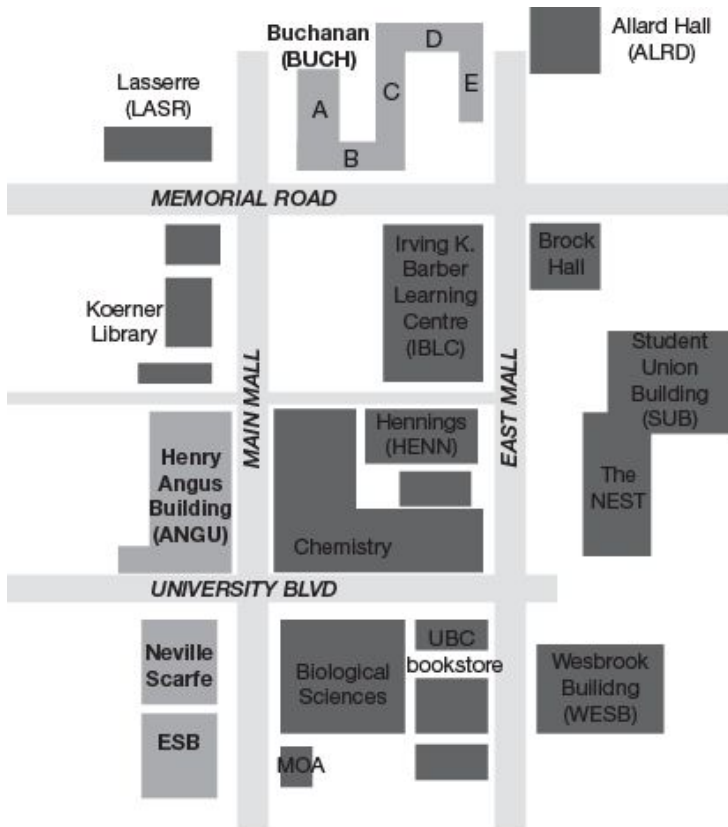 Buchanan
(BUCH)
A
B
C
D
E
Allard Hall
(ALRD)
Lasserre
(LASR)
MEMORIAL ROAD
Koerner
Library
Irving K.
Barber
Learning
Centre
(IBLC)
Brock
Hall
Student
Union
Building
(SUB)
The
NEST
MAIN MALL
EAST MALL
Henry
Angus
Building
(ANGU)
Hennings
(HENN)
Chemistry
UNIVERSITY BLVD
Neville
Scarfe
ESB
Biological
Sciences
MOA
UBC
bookstore
Wesbrook
Builidng
(WESB)